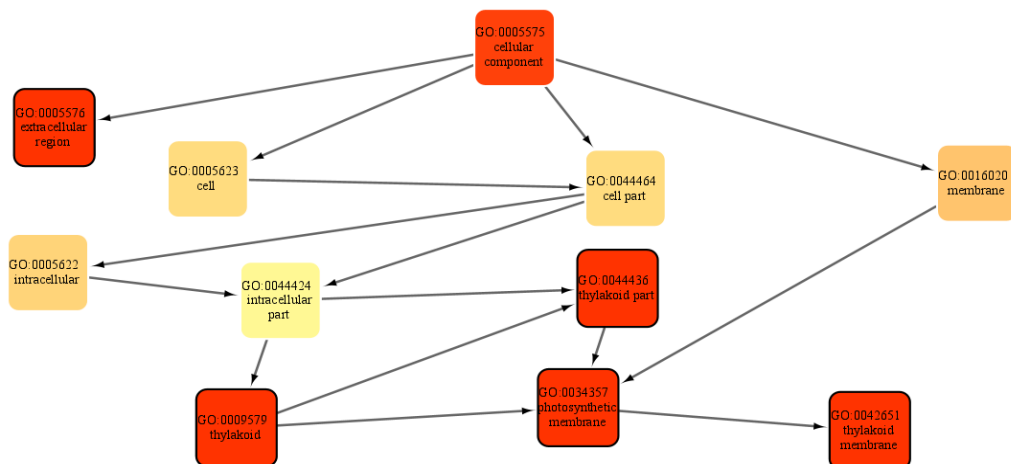 GO:0005575
cellular
component
GO:0005576
extracellular
region
GO:0005623
cell
GO:0044464
cell part
GO:0016020
membrane
GO:0005622
intracellular
GO:0044424
intracellular
part
GO:0044436
thylakoid part
GO:0009579
thylakoid
GO:0034357
photosynthetic
membrane
GO:0042651
thylakoid
membrane